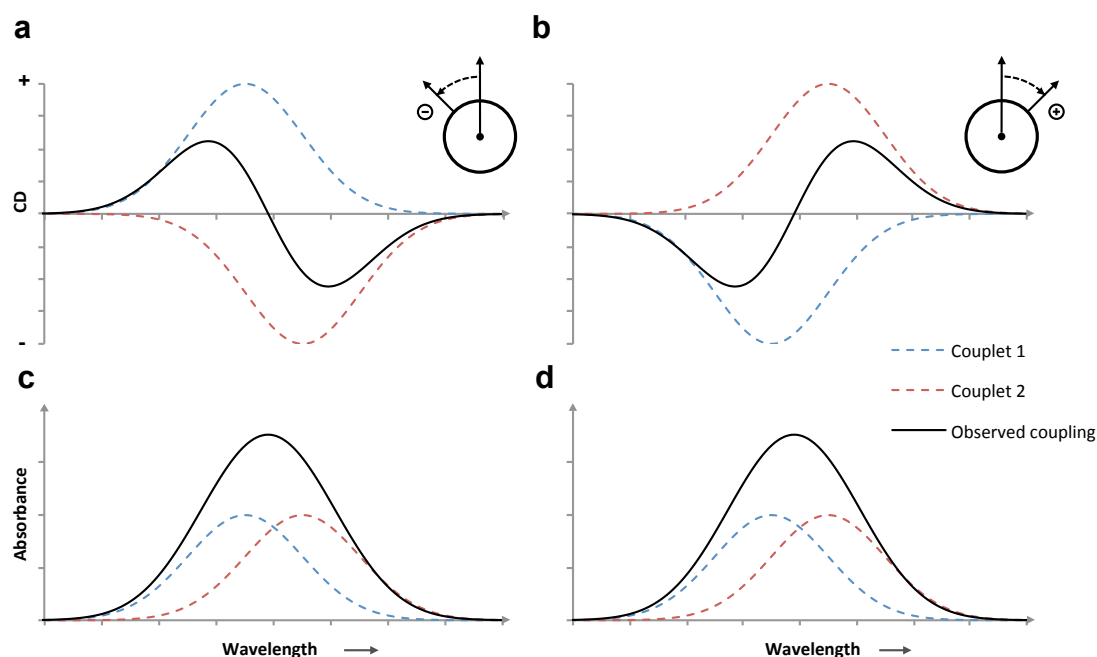 a
b
+
⊖
⊕
CD
-
Couplet 1
c
d
Couplet 2
Observed coupling
Absorbance
Wavelength
Wavelength